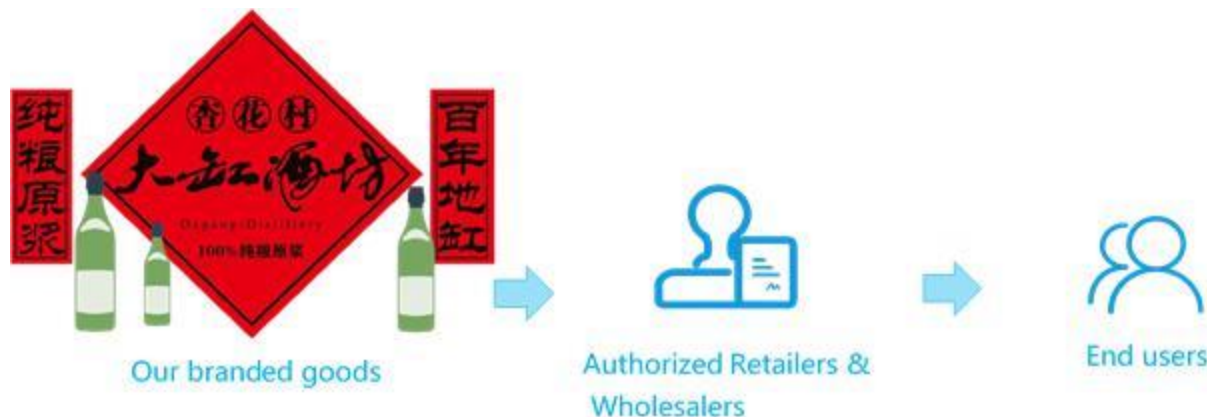 纯粮原浆
杏花村
大缸酒坊
Dagang·Distillery
100%纯粮原浆
百年地缸
Our branded goods
Authorized Retailers &
Wholesalers
End users